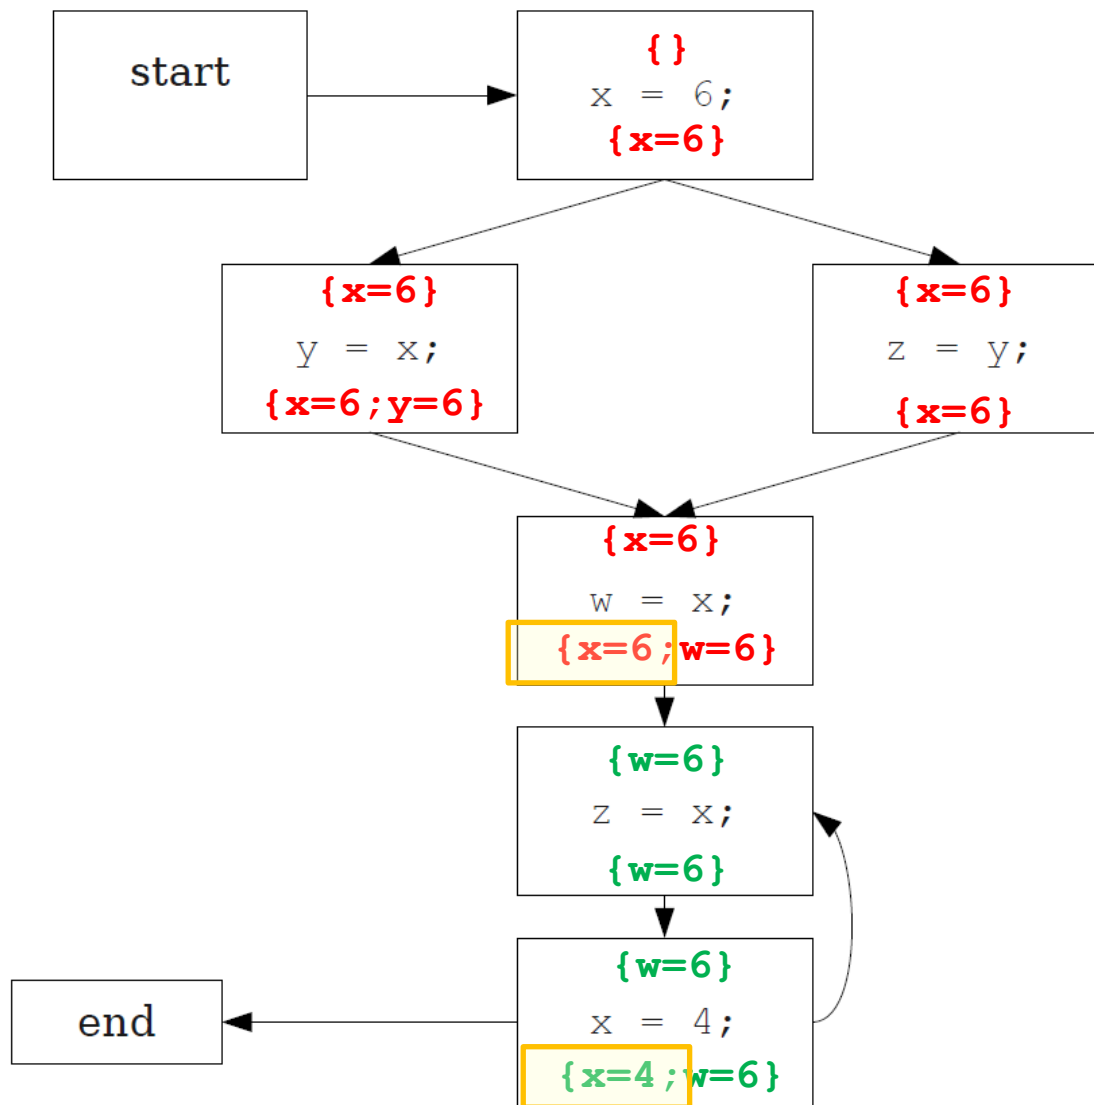 start
{}
x = 6;
{x=6}
{x=6}
y = x;
{x=6;y=6}
{x=6}
z = y;
{x=6}
{x=6}
w = x;
{x=6;w=6}
{w=6}
z = x;
{w=6}
{w=6}
x = 4;
{x=4;w=6}
end